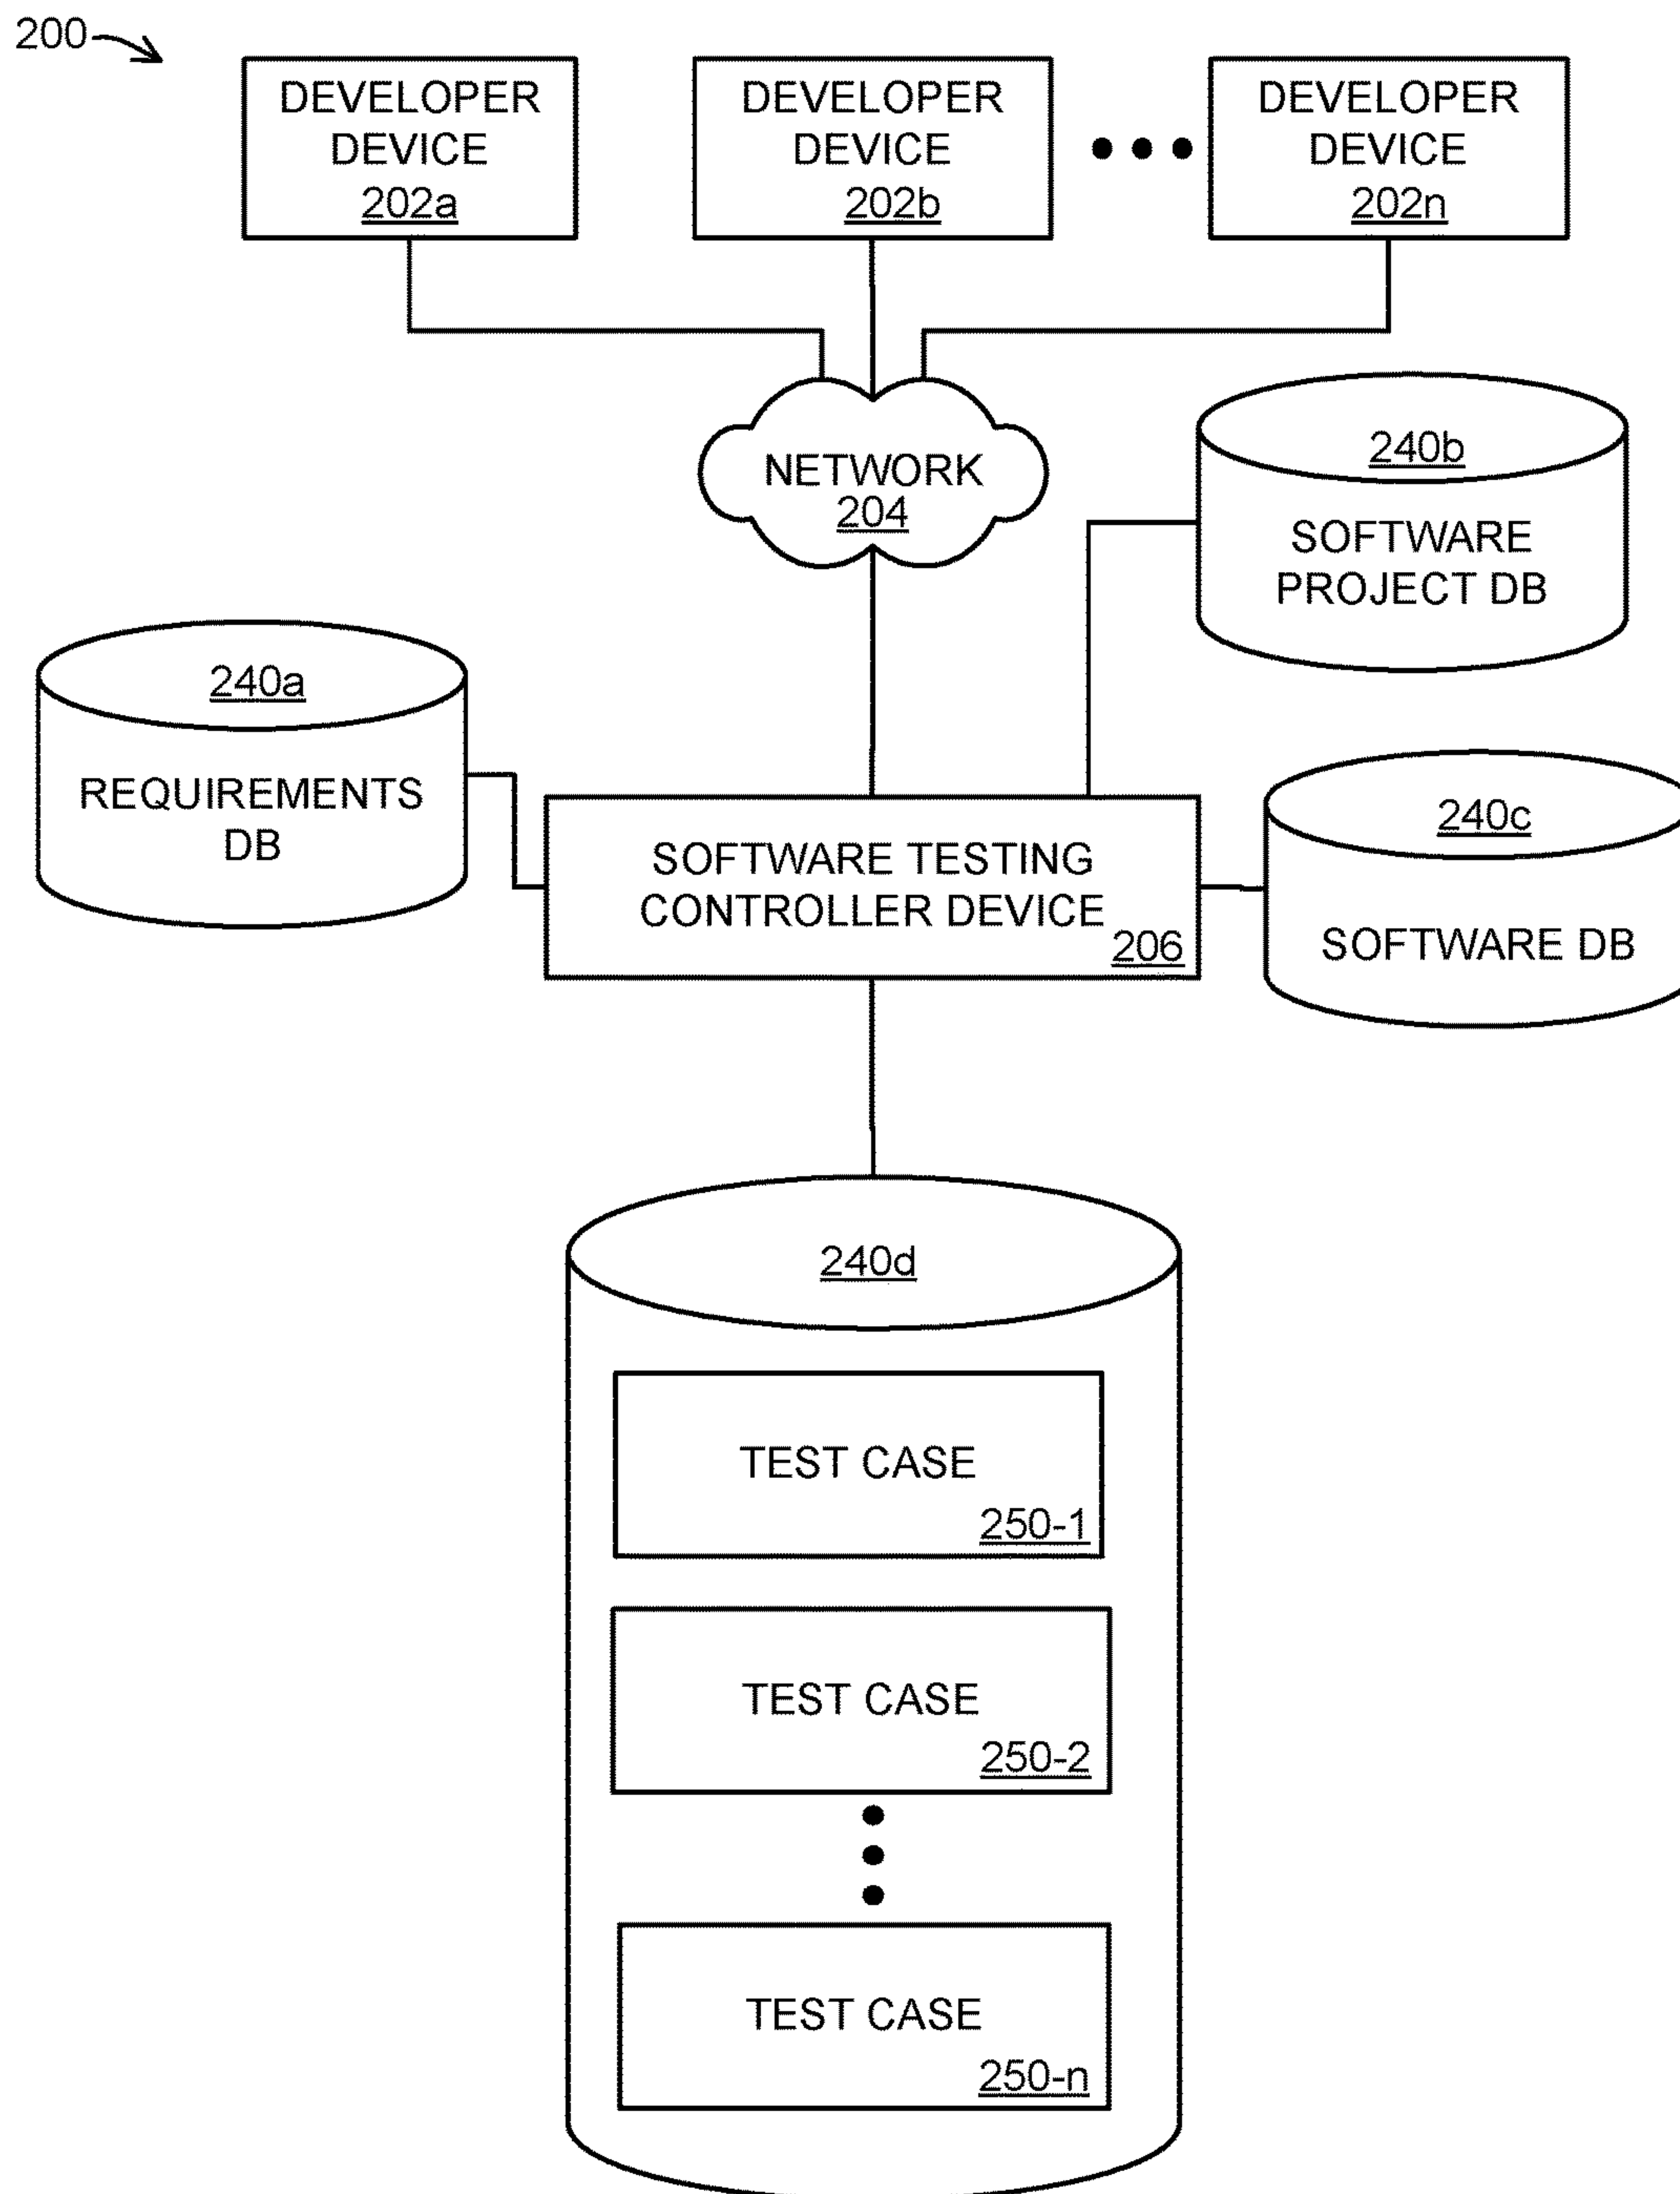 200
DEVELOPER
DEVICE
202a
DEVELOPER
DEVICE
202b
DEVELOPER
DEVICE
202n
NETWORK
204
240b
SOFTWARE
PROJECT DB
240a
REQUIREMENTS
DB
SOFTWARE TESTING
CONTROLLER DEVICE
206
240c
SOFTWARE DB
240d
TEST CASE
250-1
TEST CASE
250-2
TEST CASE
250-n